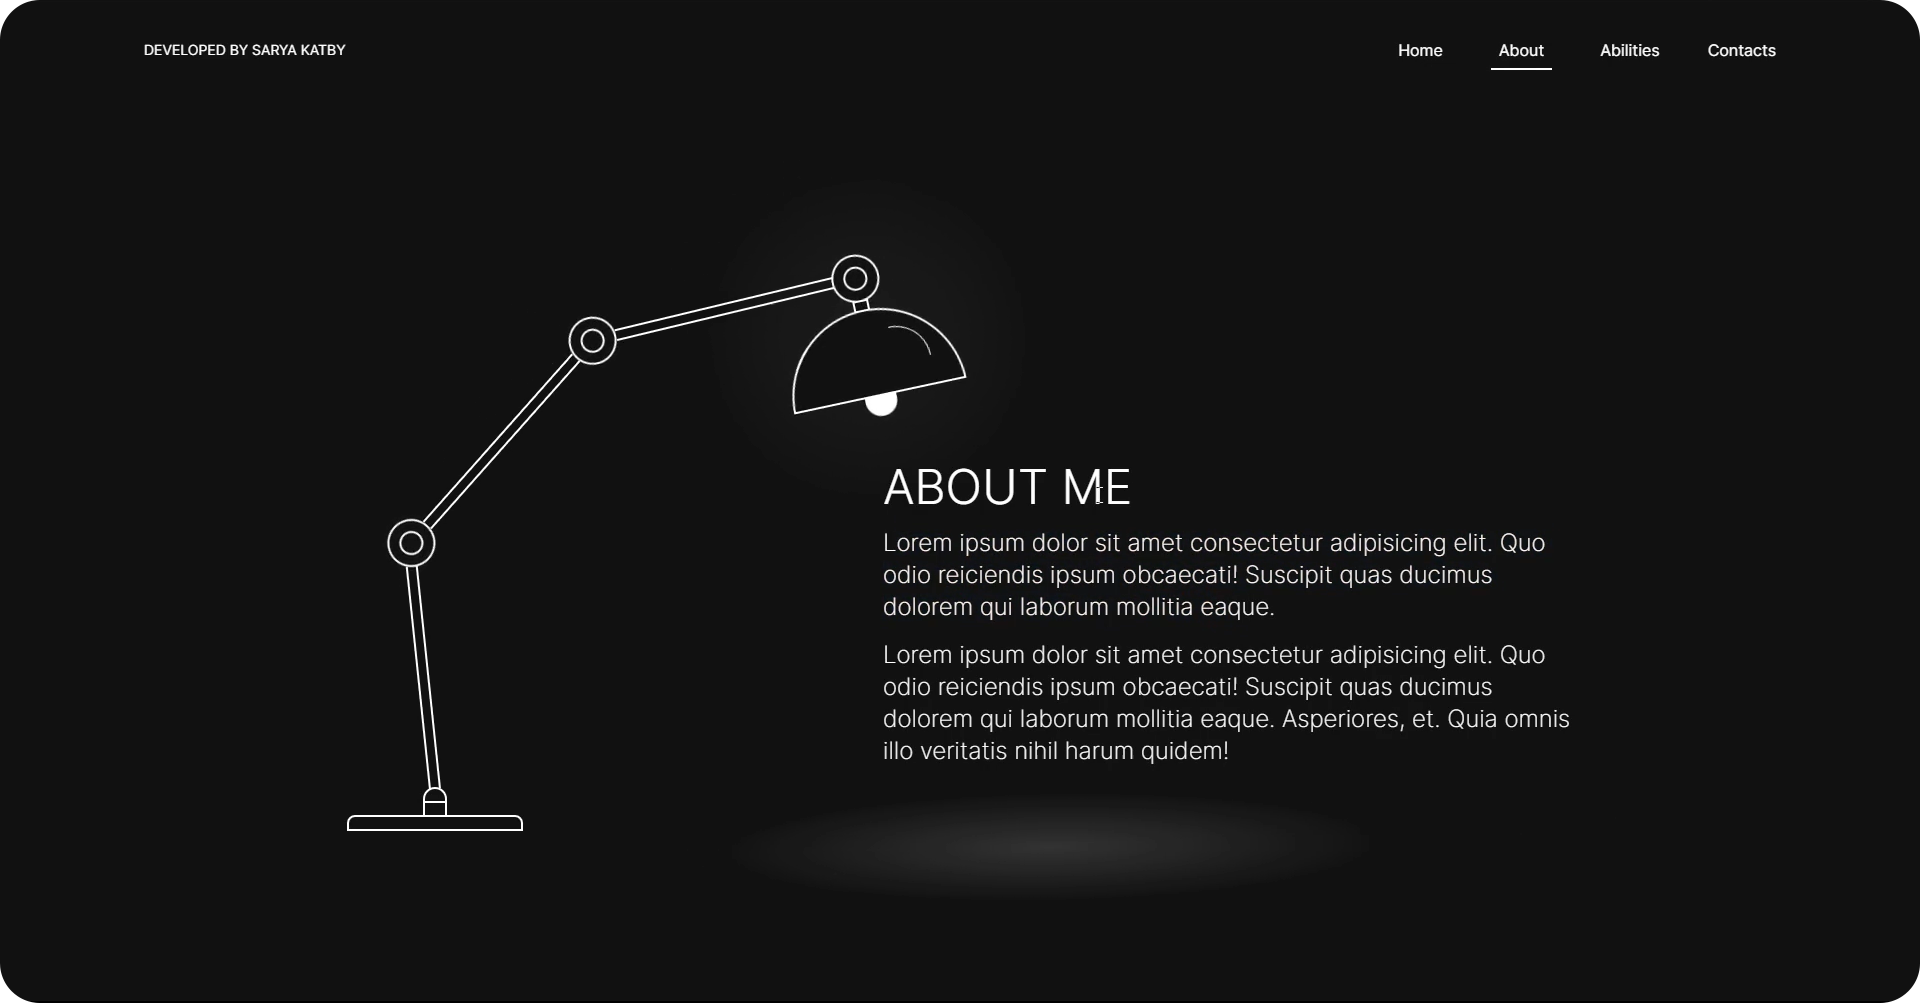 DEVELOPED BY SARYA KATBY
Home
About
Abilities
Contacts
ABOUT ME
Lorem ipsum dolor sit amet consectetur adipisicing elit. Quo
odio reiciendis ipsum obcaecati! Suscipit quas ducimus
dolorem qui laborum mollitia eaque.
Lorem ipsum dolor sit amet consectetur adipisicing elit. Quo
odio reiciendis ipsum obcaecati! Suscipit quas ducimus
dolorem qui laborum mollitia eaque. Asperiores, et. Quia omnis
illo veritatis nihil harum quidem!